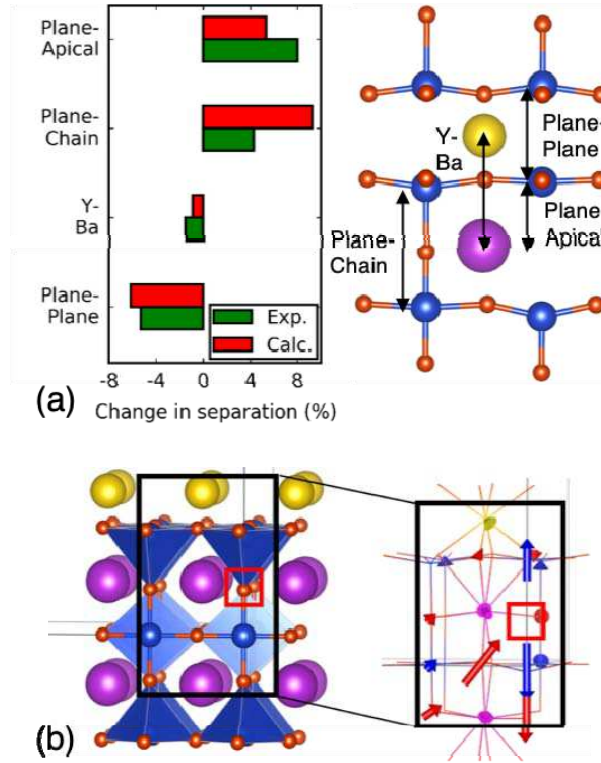 Plane-
Apical
Plane-
Chain
Y-
Ba
Plane-
Plane
Exp.
Calc.
-8
-4
0
4
8
Change in separation (%)
(a)
Y-
Ba
Plane-
Plane
Plane-
Apical
Plane-
Chain
(b)